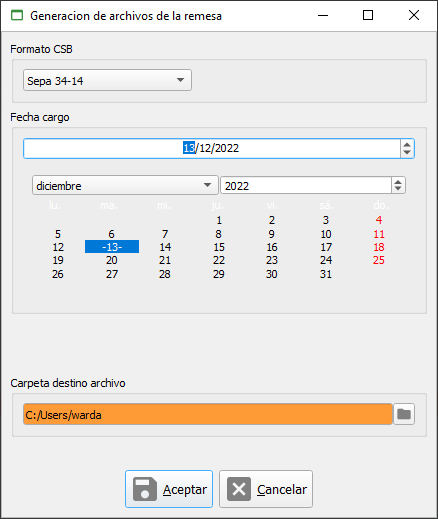 Generacion de archivos de la remesa
Formato CSB
Sepa 34-14
Fecha cargo
13/12/2022
diciembre 2022
lu. ma. mi. ju. vi. sá. do.
1 2 3 4
5 6 7 8 9 10 11
12 -13- 14 15 16 17 18
19 20 21 22 23 24 25
26 27 28 29 30 31
Carpeta destino archivo
C:/Users/warda
Aceptar Cancelar